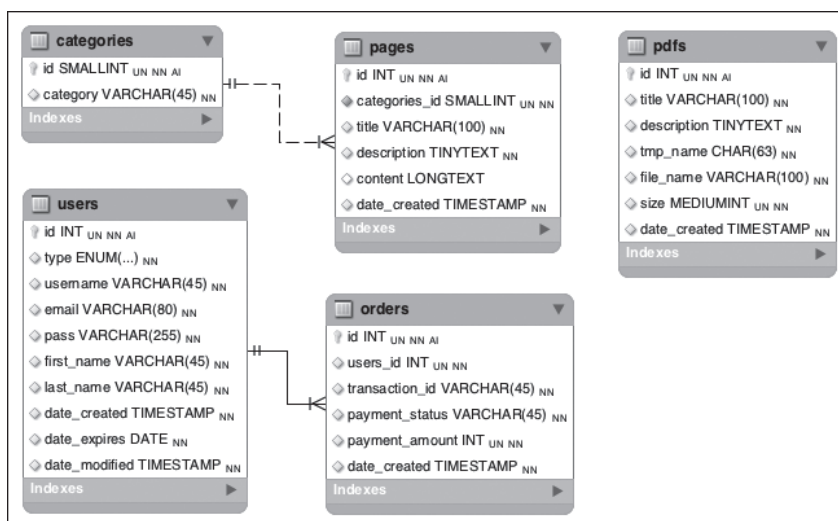 categories
id SMALLINT UN NN AI
category VARCHAR(45) NN
Indexes
pages
id INT UN NN AI
categories_id SMALLINT UN NN
title VARCHAR(100) NN
description TINYTEXT NN
content LONGTEXT
date_created TIMESTAMP NN
Indexes
pdfs
id INT UN NN AI
title VARCHAR(100) NN
description TINYTEXT NN
tmp_name CHAR(63) NN
file_name VARCHAR(100) NN
size MEDIUMINT UN NN
date_created TIMESTAMP NN
Indexes
users
id INT UN NN AI
type ENUM(...) NN
username VARCHAR(45) NN
email VARCHAR(80) NN
pass VARCHAR(255) NN
first_name VARCHAR(45) NN
last_name VARCHAR(45) NN
date_created TIMESTAMP NN
date_expires DATE NN
date_modified TIMESTAMP NN
Indexes
orders
id INT UN NN AI
users_id INT UN NN
transaction_id VARCHAR(45) NN
payment_status VARCHAR(45) NN
payment_amount INT UN NN
date_created TIMESTAMP NN
Indexes